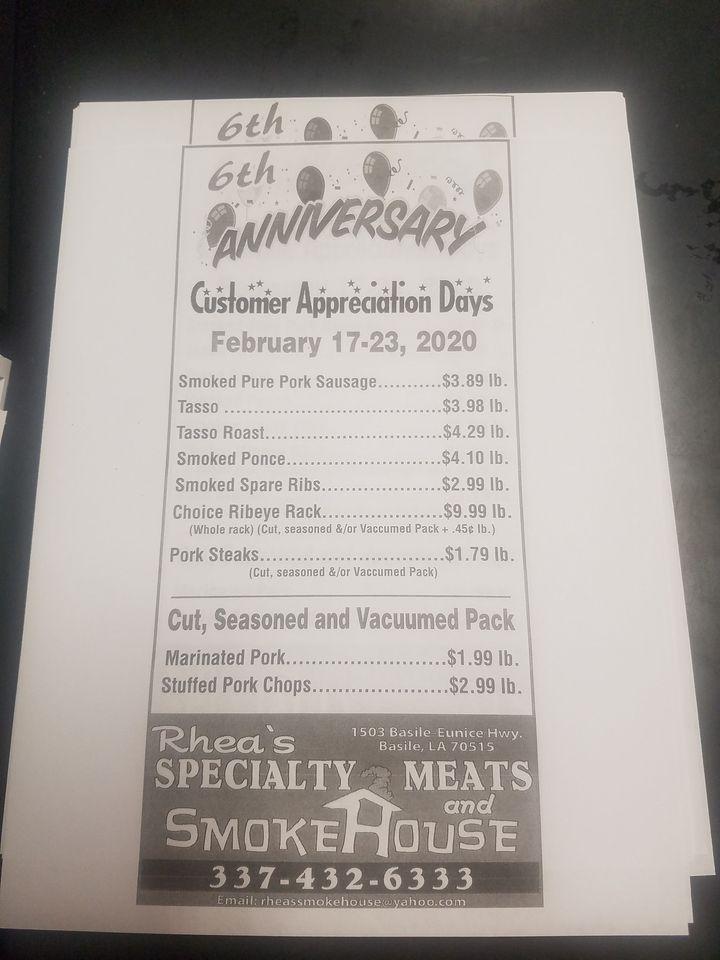 6th
6th
ANNIVERSARY
Customer Appreciation Days
February 17-23, 2020
Smoked Pure Pork Sausage..........$3.89 lb.
Tasso ...................................$3.98 lb.
Tasso Roast............................$4.29 lb.
Smoked Ponce........................$4.10 lb.
Smoked Spare Ribs...................$2.99 lb.
Choice Ribeye Rack...................$9.99 lb.
(Whole rack) (Cut, seasoned &/or Vaccumed Pack + .45¢ lb.)
Pork Steaks.............................$1.79 lb.
(Cut, seasoned &/or Vaccumed Pack)
Cut, Seasoned and Vacuumed Pack
Marinated Pork.........................$1.99 lb.
Stuffed Pork Chops.....................$2.99 lb.
Rhea`s
1503 Basile-Eunice Hwy.
Basile, LA 70515
SPECIALTY MEATS
and
SMOKEHOUSE
337-432-6333
Email: rheassmokehouse@yahoo.com